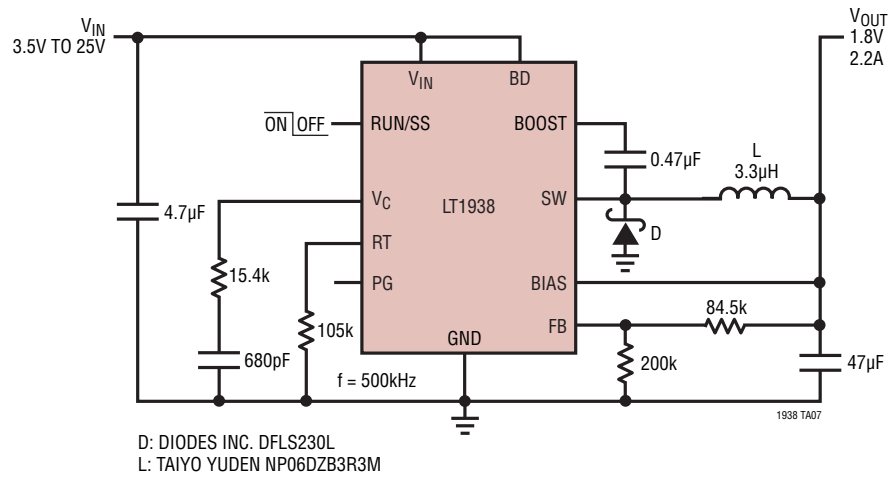 VIN
3.5V TO 25V
VOUT
1.8V
2.2A
VIN
BD
ON OFF
RUN/SS
BOOST
0.47µF
L
3.3µH
4.7µF
VC
LT1938
SW
D
RT
15.4k
PG
BIAS
84.5k
105k
FB
GND
680pF
200k
47µF
f = 500kHz
1938 TA07
D: DIODES INC. DFLS230L
L: TAIYO YUDEN NP06DZB3R3M